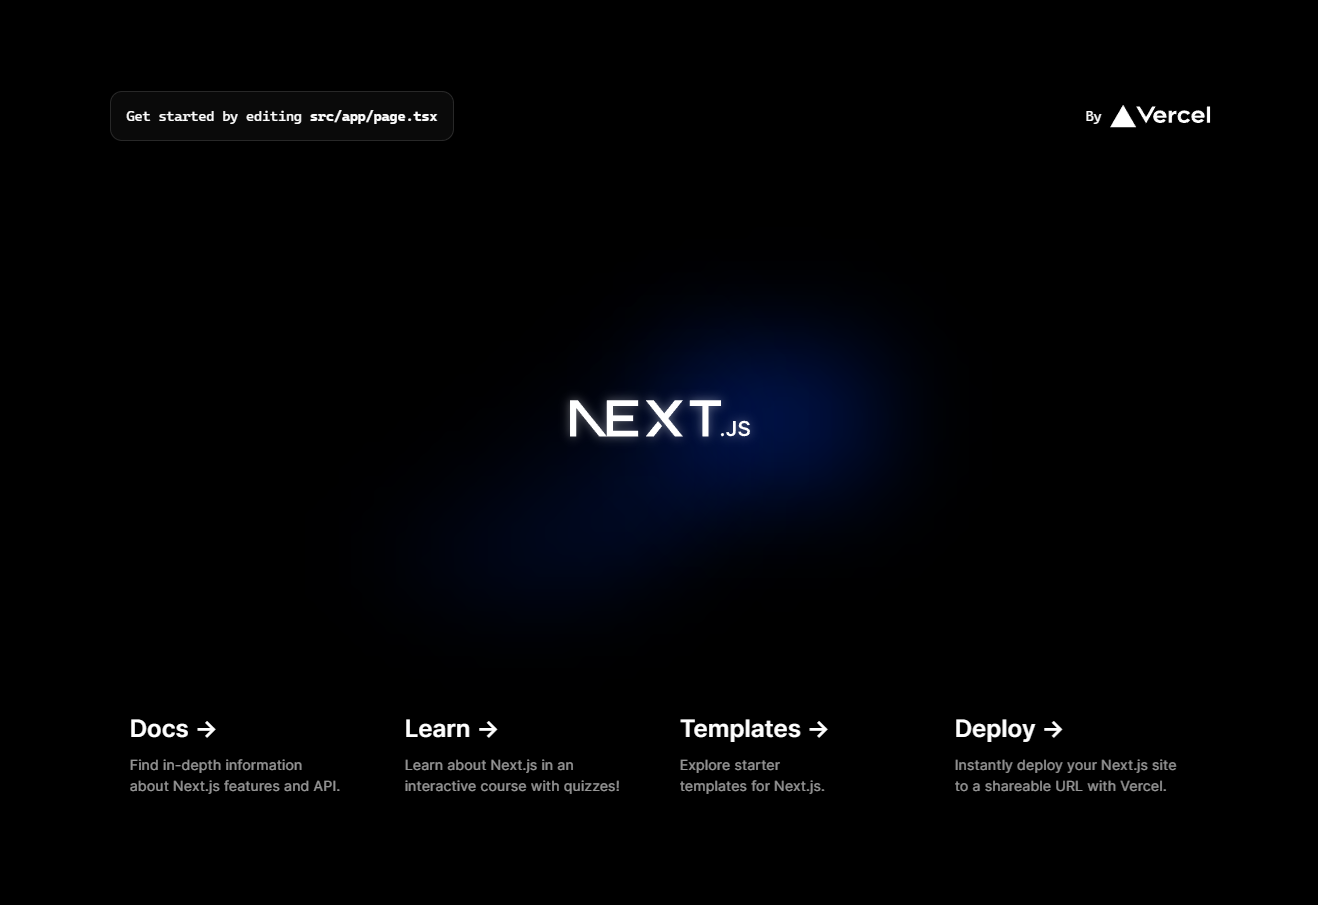 Get started by editing src/app/page.tsx
By Vercel
NEXT.JS
Docs ->
Find in-depth information
about Next.js features and API.
Learn ->
Learn about Next.js in an
interactive course with quizzes!
Templates ->
Explore starter
templates for Next.js.
Deploy ->
Instantly deploy your Next.js site
to a shareable URL with Vercel.